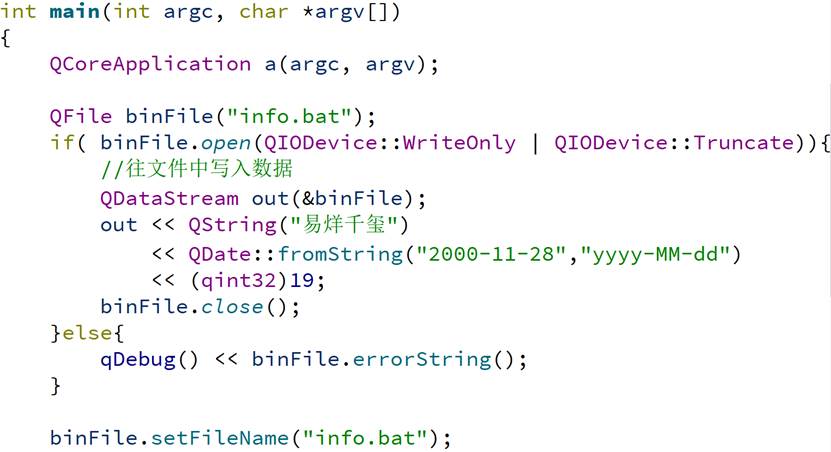 int main(int argc, char *argv[])
{
    QCoreApplication a(argc, argv);

    QFile binFile("info.bat");
    if( binFile.open(QIODevice::WriteOnly | QIODevice::Truncate)){
        //往文件中写入数据
        QDataStream out(&binFile);
        out << QString("易烊千玺")
            << QDate::fromString("2000-11-28","yyyy-MM-dd")
            << (qint32)19;
        binFile.close();
    }else{
        qDebug() << binFile.errorString();
    }

    binFile.setFileName("info.bat");